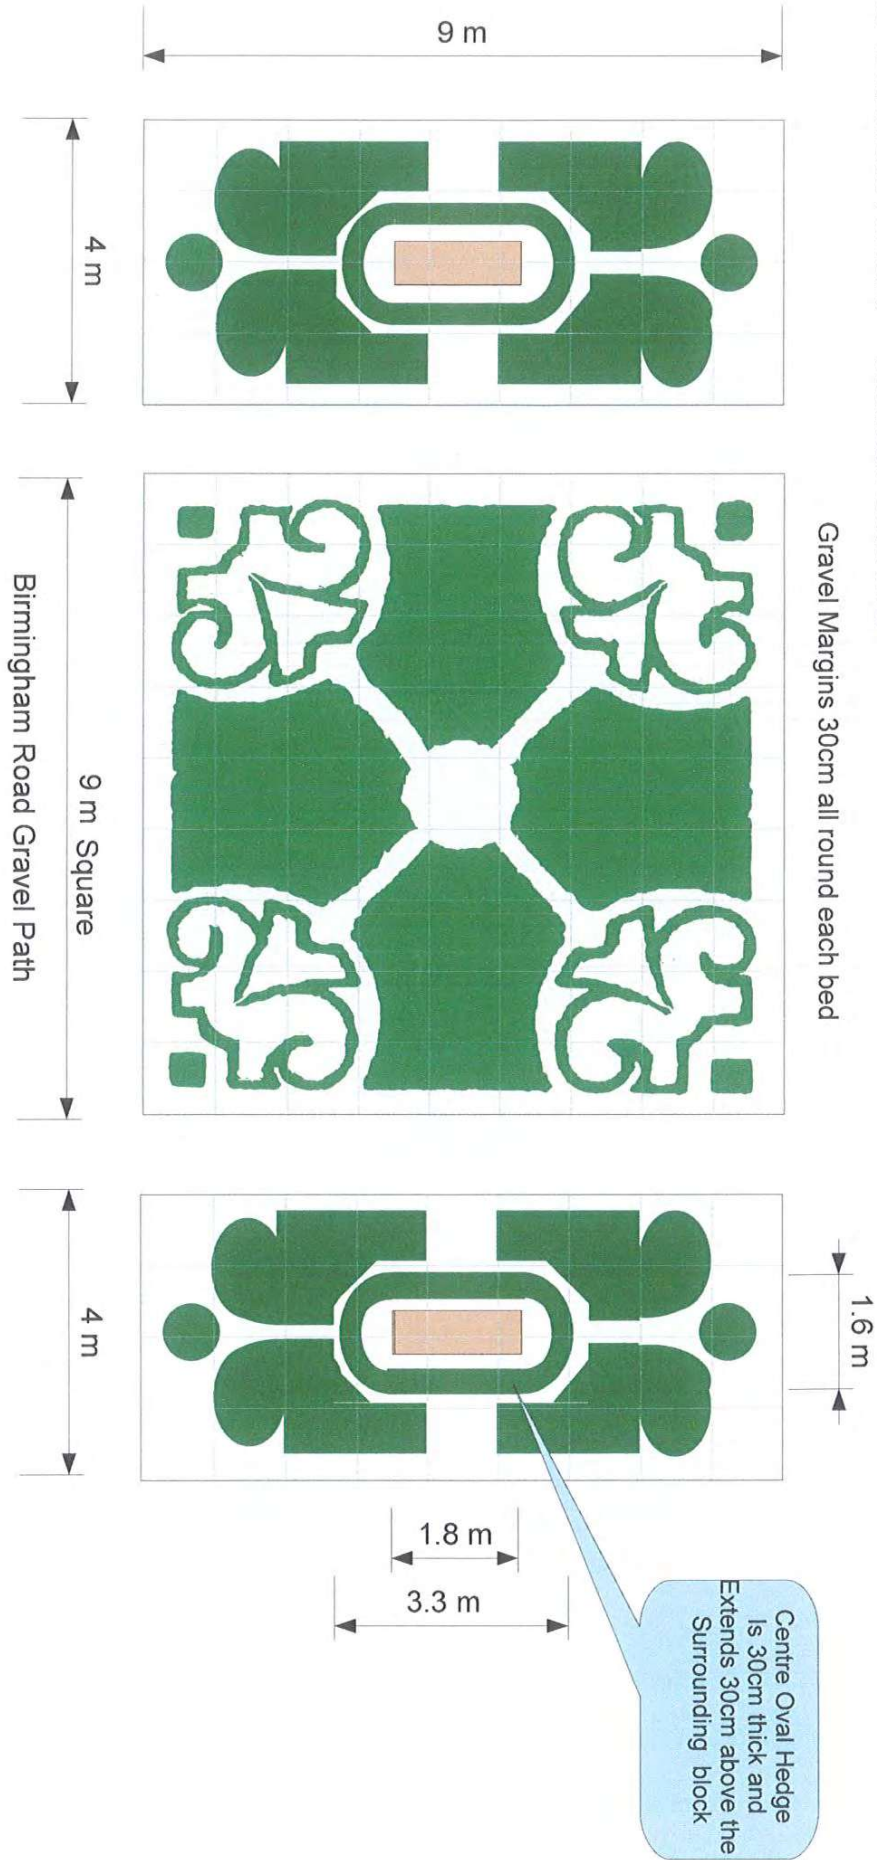 9 m
4 m
Gravel Margins 30cm all round each bed
9 m Square
Birmingham Road Gravel Path
4 m
1.6 m
1.8 m
3.3 m
Centre Oval Hedge
Is 30cm thick and
Extends 30cm above the
Surrounding block